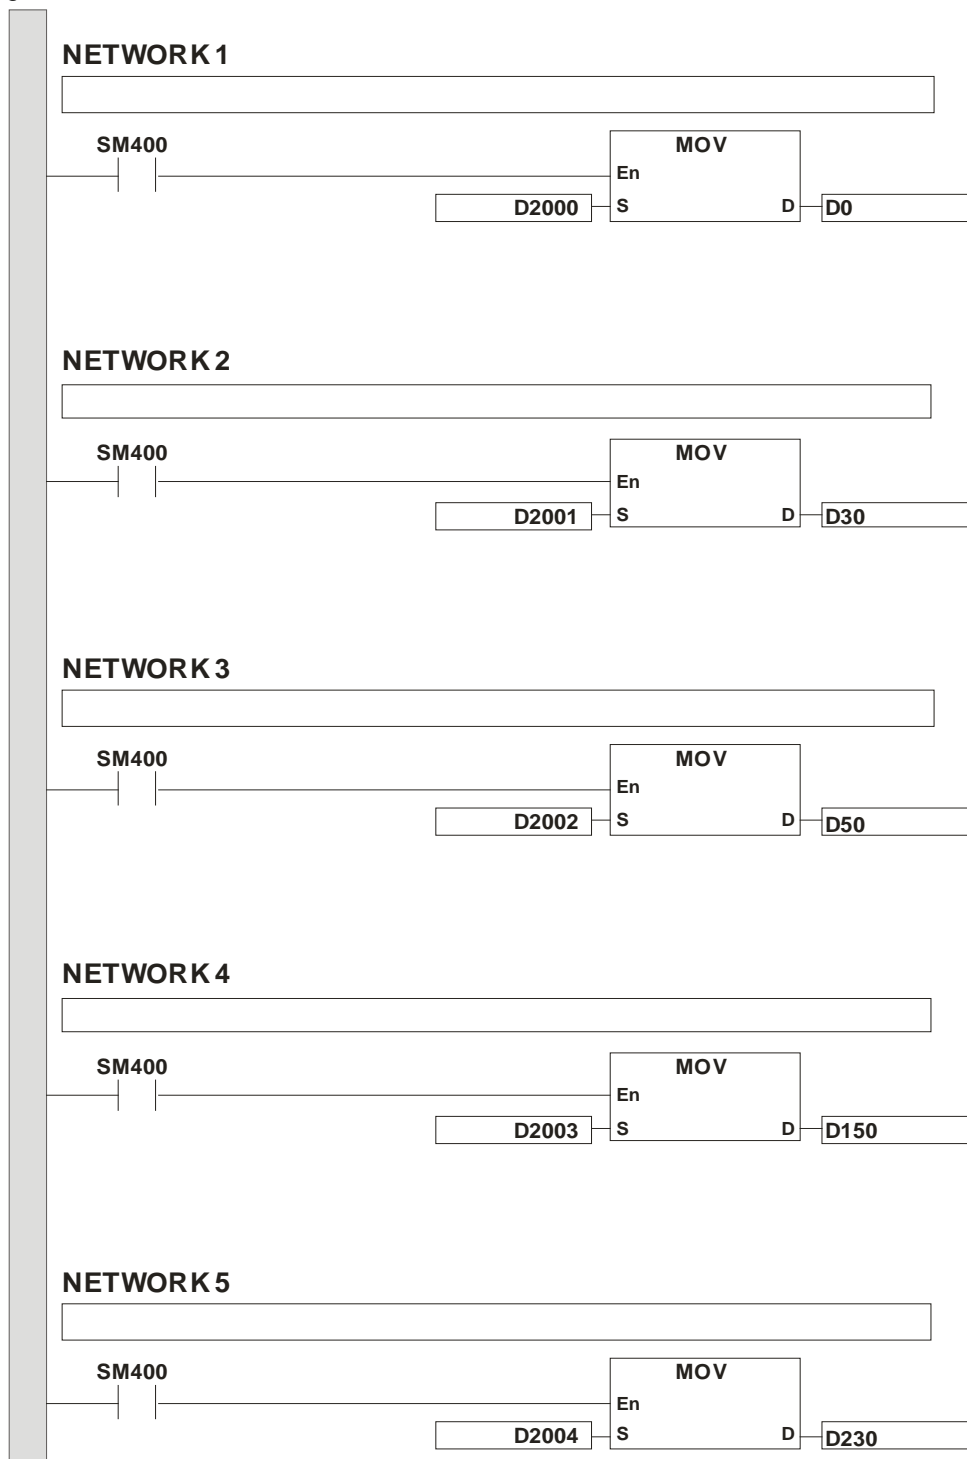 NETWORK 1
SM400
MOV
En
D2000 S D D0
NETWORK 2
SM400
MOV
En
D2001 S D D30
NETWORK 3
SM400
MOV
En
D2002 S D D50
NETWORK 4
SM400
MOV
En
D2003 S D D150
NETWORK 5
SM400
MOV
En
D2004 S D D230